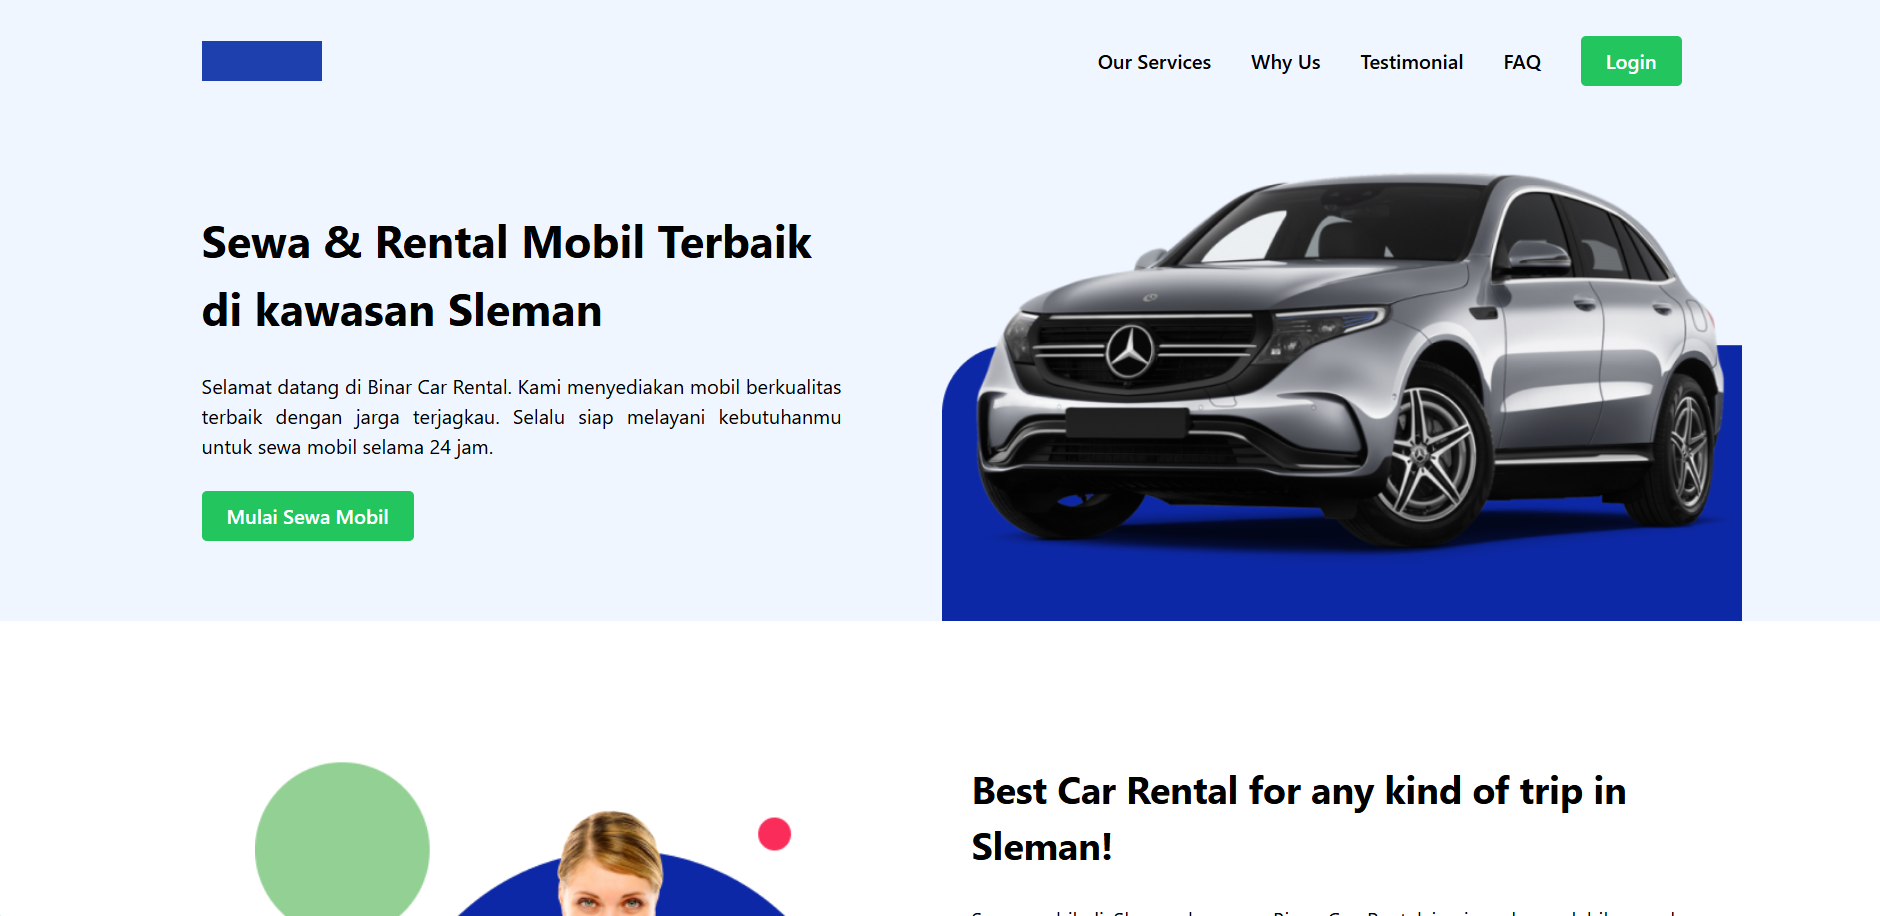 Our Services Why Us Testimonial FAQ Login
Sewa & Rental Mobil Terbaik
di kawasan Sleman
Selamat datang di Binar Car Rental. Kami menyediakan mobil berkualitas
terbaik dengan jarga terjagkau. Selalu siap melayani kebutuhanmu
untuk sewa mobil selama 24 jam.
Mulai Sewa Mobil
Best Car Rental for any kind of trip in
Sleman!